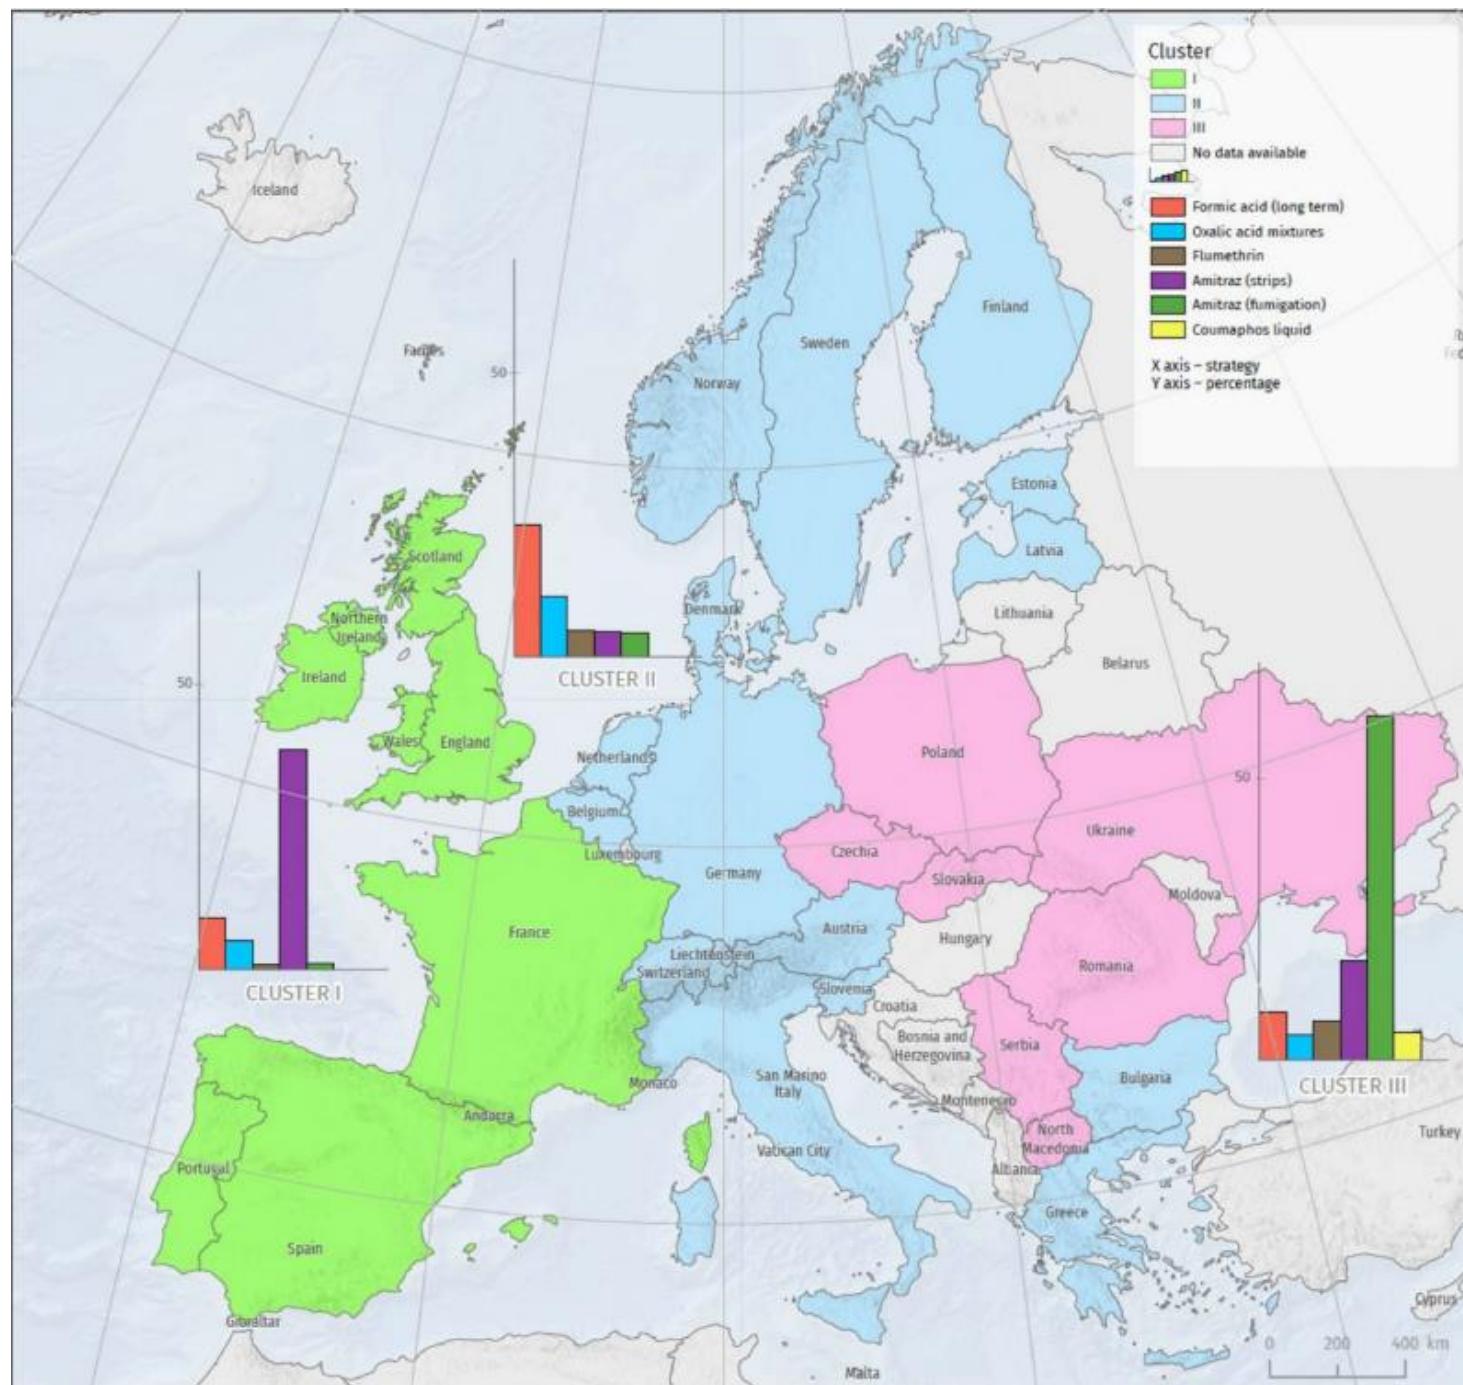 Cluster
I
II
III
No data available
Formic acid (long term)
Oxalic acid mixtures
Flumethrin
Amitraz (strips)
Amitraz (fumigation)
Coumaphos liquid
X axis – strategy
Y axis – percentage
Iceland
Finland
Sweden
Faroes
50
Norway
Estonia
Scotland
Latvia
Denmark
Lithuania
Northern
Ireland
Belarus
Ireland
CLUSTER II
50
Wales
England
Netherlands
Poland
50
Belgium
Ukraine
Luxembourg
Czechia
Germany
Slovakia
Moldova
France
Austria
Hungary
Liechtenstein
Switzerland
Romania
CLUSTER I
Slovenia
Croatia
Bosnia and
Herzegovina
Serbia
Monaco
San Marino
Italy
Bulgaria
CLUSTER III
Montenegro
Andorra
North
Macedonia
Turkey
Vatican City
Portugal
Albania
Greece
Spain
Cyprus
Gibraltar
0 200 400 km
Malta